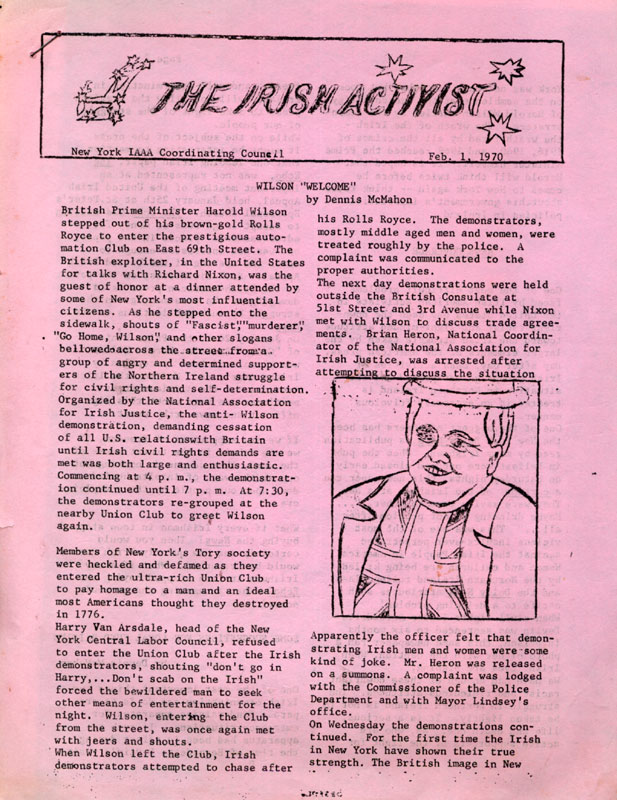 THE IRISH ACTIVIST
New York IAAA Coordinating Council
Feb. 1, 1970
WILSON "WELCOME"
by Dennis McMahon
British Prime Minister Harold Wilson
stepped out of his brown-gold Rolls
Royce to enter the prestigious auto-
mation Club on East 69th Street. The
British exploiter, in the United States
for talks with Richard Nixon, was the
guest of honor at a dinner attended by
some of New York's most influential
citizens. As he stepped onto the
sidewalk, shouts of "Fascist","murderer",
"Go Home, Wilson", and other slogans
bellowed across the street from a
group of angry and determined support-
ers of the Northern Ireland struggle
for civil rights and self-determination.
Organized by the National Association
for Irish Justice, the anti- Wilson
demonstration, demanding cessation
of all U.S. relationswith Britain
until Irish civil rights demands are
met was both large and enthusiastic.
Commencing at 4 p. m., the demonstrat-
ion continued until 7 p. m. At 7:30,
the demonstrators re-grouped at the
nearby Union Club to greet Wilson
again.
Members of New York's Tory society
were heckled and defamed as they
entered the ultra-rich Union Club
to pay homage to a man and an ideal
most Americans thought they destroyed
in 1776.
Harry Van Arsdale, head of the New
York Central Labor Council, refused
to enter the Union Club after the Irish
demonstrators, shouting "don't go in
Harry,...Don't scab on the Irish"
forced the bewildered man to seek
other means of entertainment for the
night. Wilson, entering the Club
from the street, was once again met
with jeers and shouts.
When Wilson left the Club, Irish
demonstrators attempted to chase after
his Rolls Royce. The demonstrators,
mostly middle aged men and women, were
treated roughly by the police. A
complaint was communicated to the
proper authorities.
The next day demonstrations were held
outside the British Consulate at
51st Street and 3rd Avenue while Nixon
met with Wilson to discuss trade agree-
ments. Brian Heron, National Coordin-
ator of the National Association for
Irish Justice, was arrested after
attempting to discuss the situation
Apparently the officer felt that demon-
strating Irish men and women were some
kind of joke. Mr. Heron was released
on a summons. A complaint was lodged
with the Commissioner of the Police
Department and with Mayor Lindsey's
office.
On Wednesday the demonstrations con-
tinued. For the first time the Irish
in New York have shown their true
strength. The British image in New